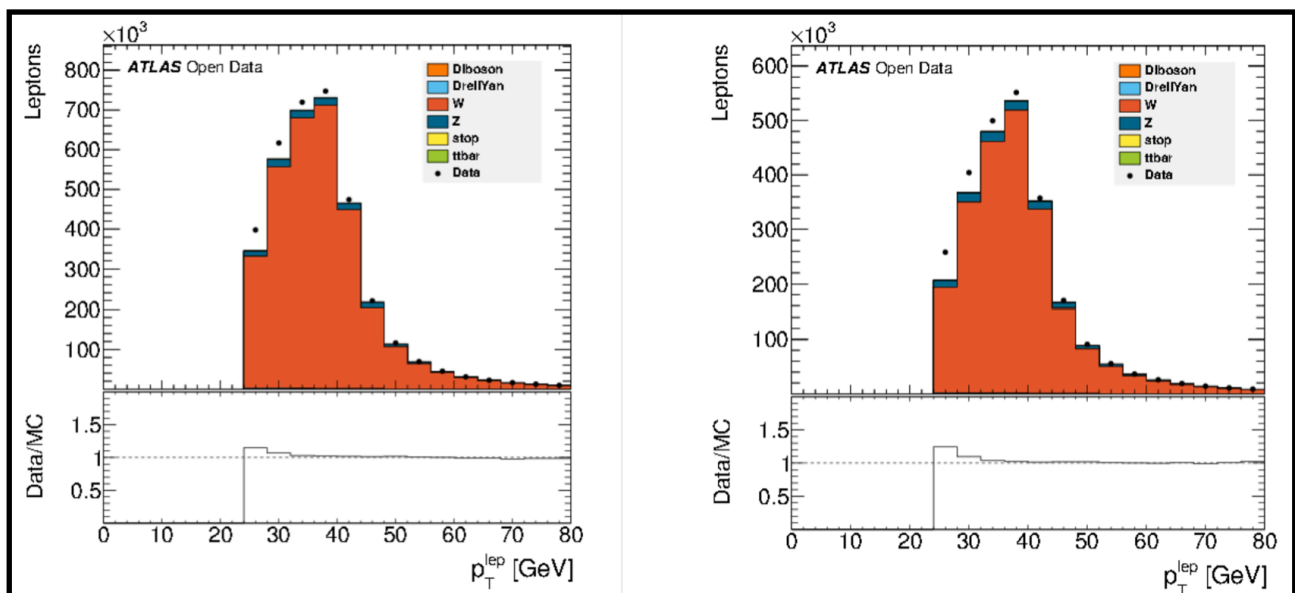 ×10³
Leptons
800
700
600
500
400
300
200
100
ATLAS Open Data
DIboson
DrellYan
W
Z
stop
ttbar
Data
Data/MC
1.5
1
0.5
0 10 20 30 40 50 60 70 80
p_T^lep [GeV]
×10³
Leptons
600
500
400
300
200
100
ATLAS Open Data
DIboson
DrellYan
W
Z
stop
ttbar
Data
Data/MC
1.5
1
0.5
0 10 20 30 40 50 60 70 80
p_T^lep [GeV]